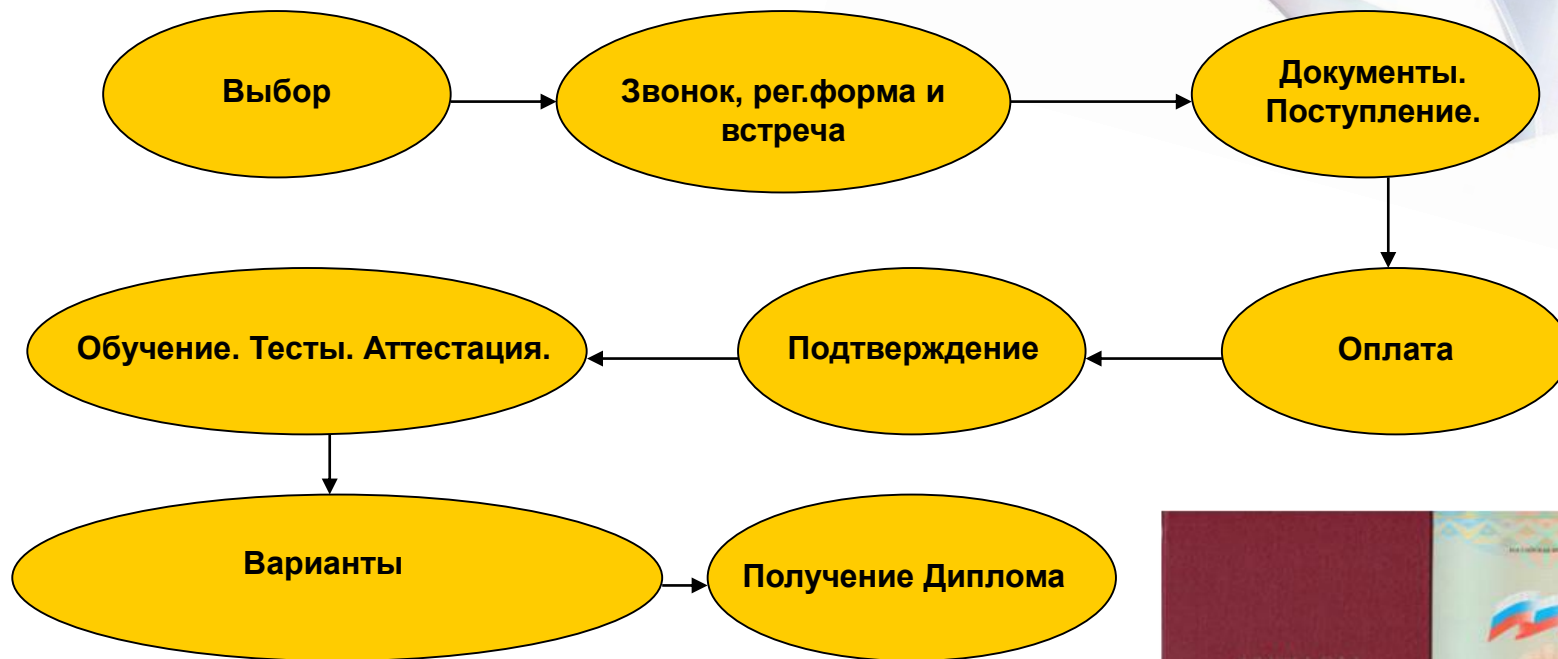 Выбор
Звонок, рег.форма и
встреча
Документы.
Поступление.
Оплата
Подтверждение
Обучение. Тесты. Аттестация.
Варианты
Получение Диплома